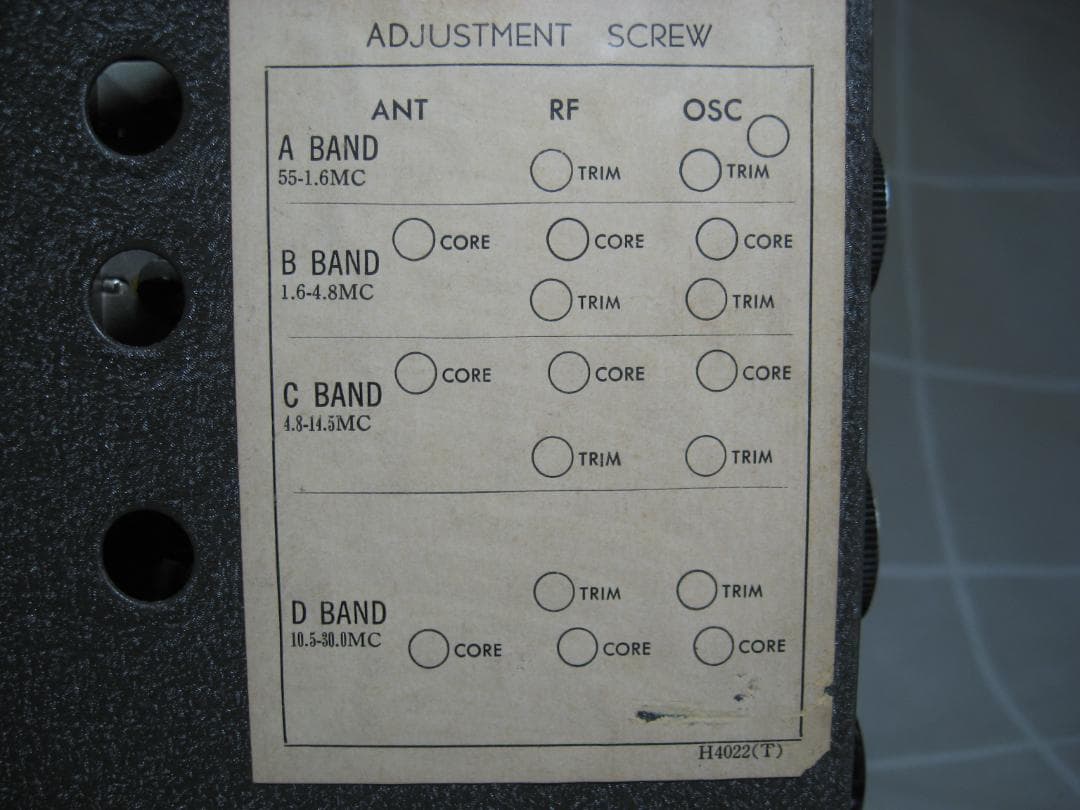 ADJUSTMENT SCREW
ANT RF OSC
A BAND
55-1.6MC TRIM TRIM
CORE CORE CORE
B BAND
1.6-4.8MC TRIM TRIM
CORE CORE CORE
C BAND
4.8-14.5MC
TRIM TRIM
TRIM TRIM
D BAND
10.5-30.0MC CORE CORE CORE
H4022(T)